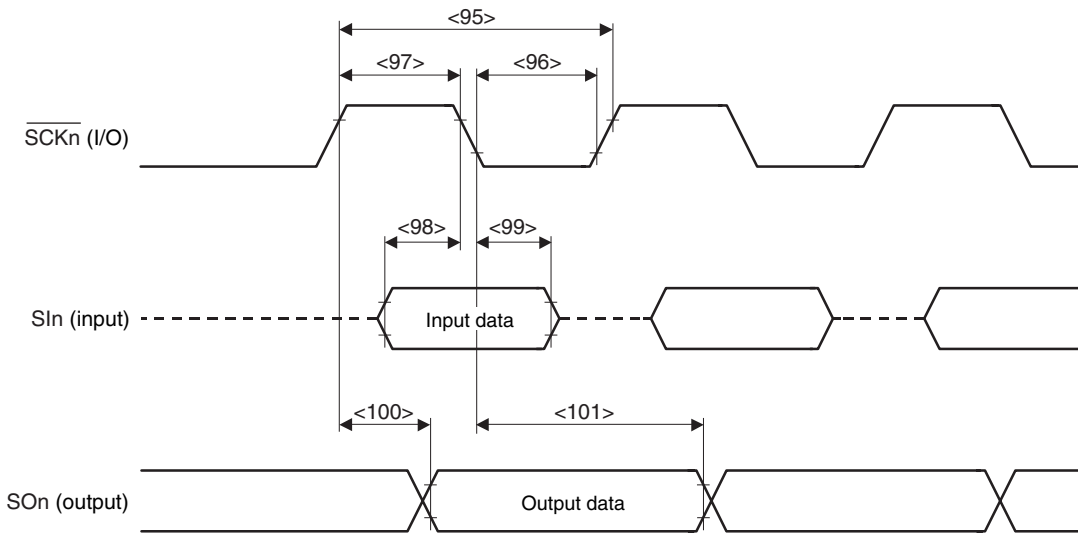 <95>
<97> <96>
SCKn (I/O)
<98> <99>
SIn (input)
Input data
<100> <101>
SOn (output)
Output data